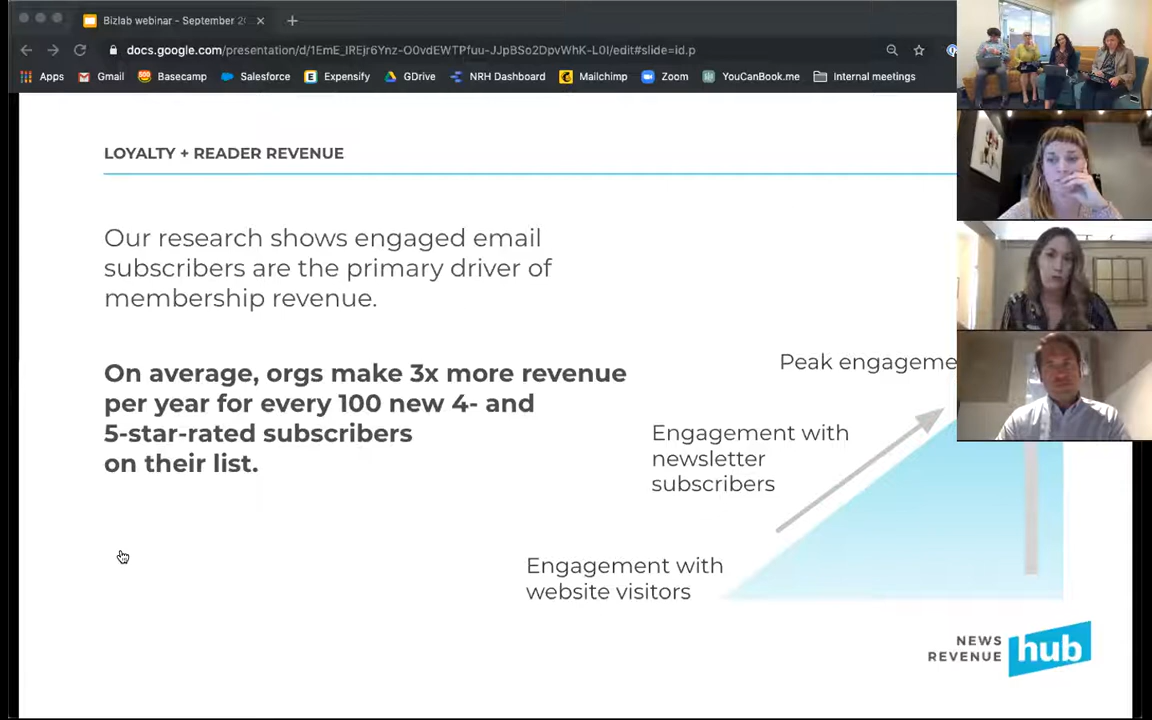 Bizlab webinar - September 20
docs.google.com/presentation/d/1EmE_IREjr6Ynz-O0vdEWTPfuu-JJpBSo2DpvWhK-L0I/edit#slide=id.p
Apps Gmail Basecamp Salesforce Expensify GDrive NRH Dashboard Mailchimp Zoom YouCanBook.me Internal meetings
LOYALTY + READER REVENUE
Our research shows engaged email
subscribers are the primary driver of
membership revenue.
On average, orgs make 3x more revenue
per year for every 100 new 4- and
5-star-rated subscribers
on their list.
Peak engageme
Engagement with
newsletter
subscribers
Engagement with
website visitors
NEWS
REVENUE
hub